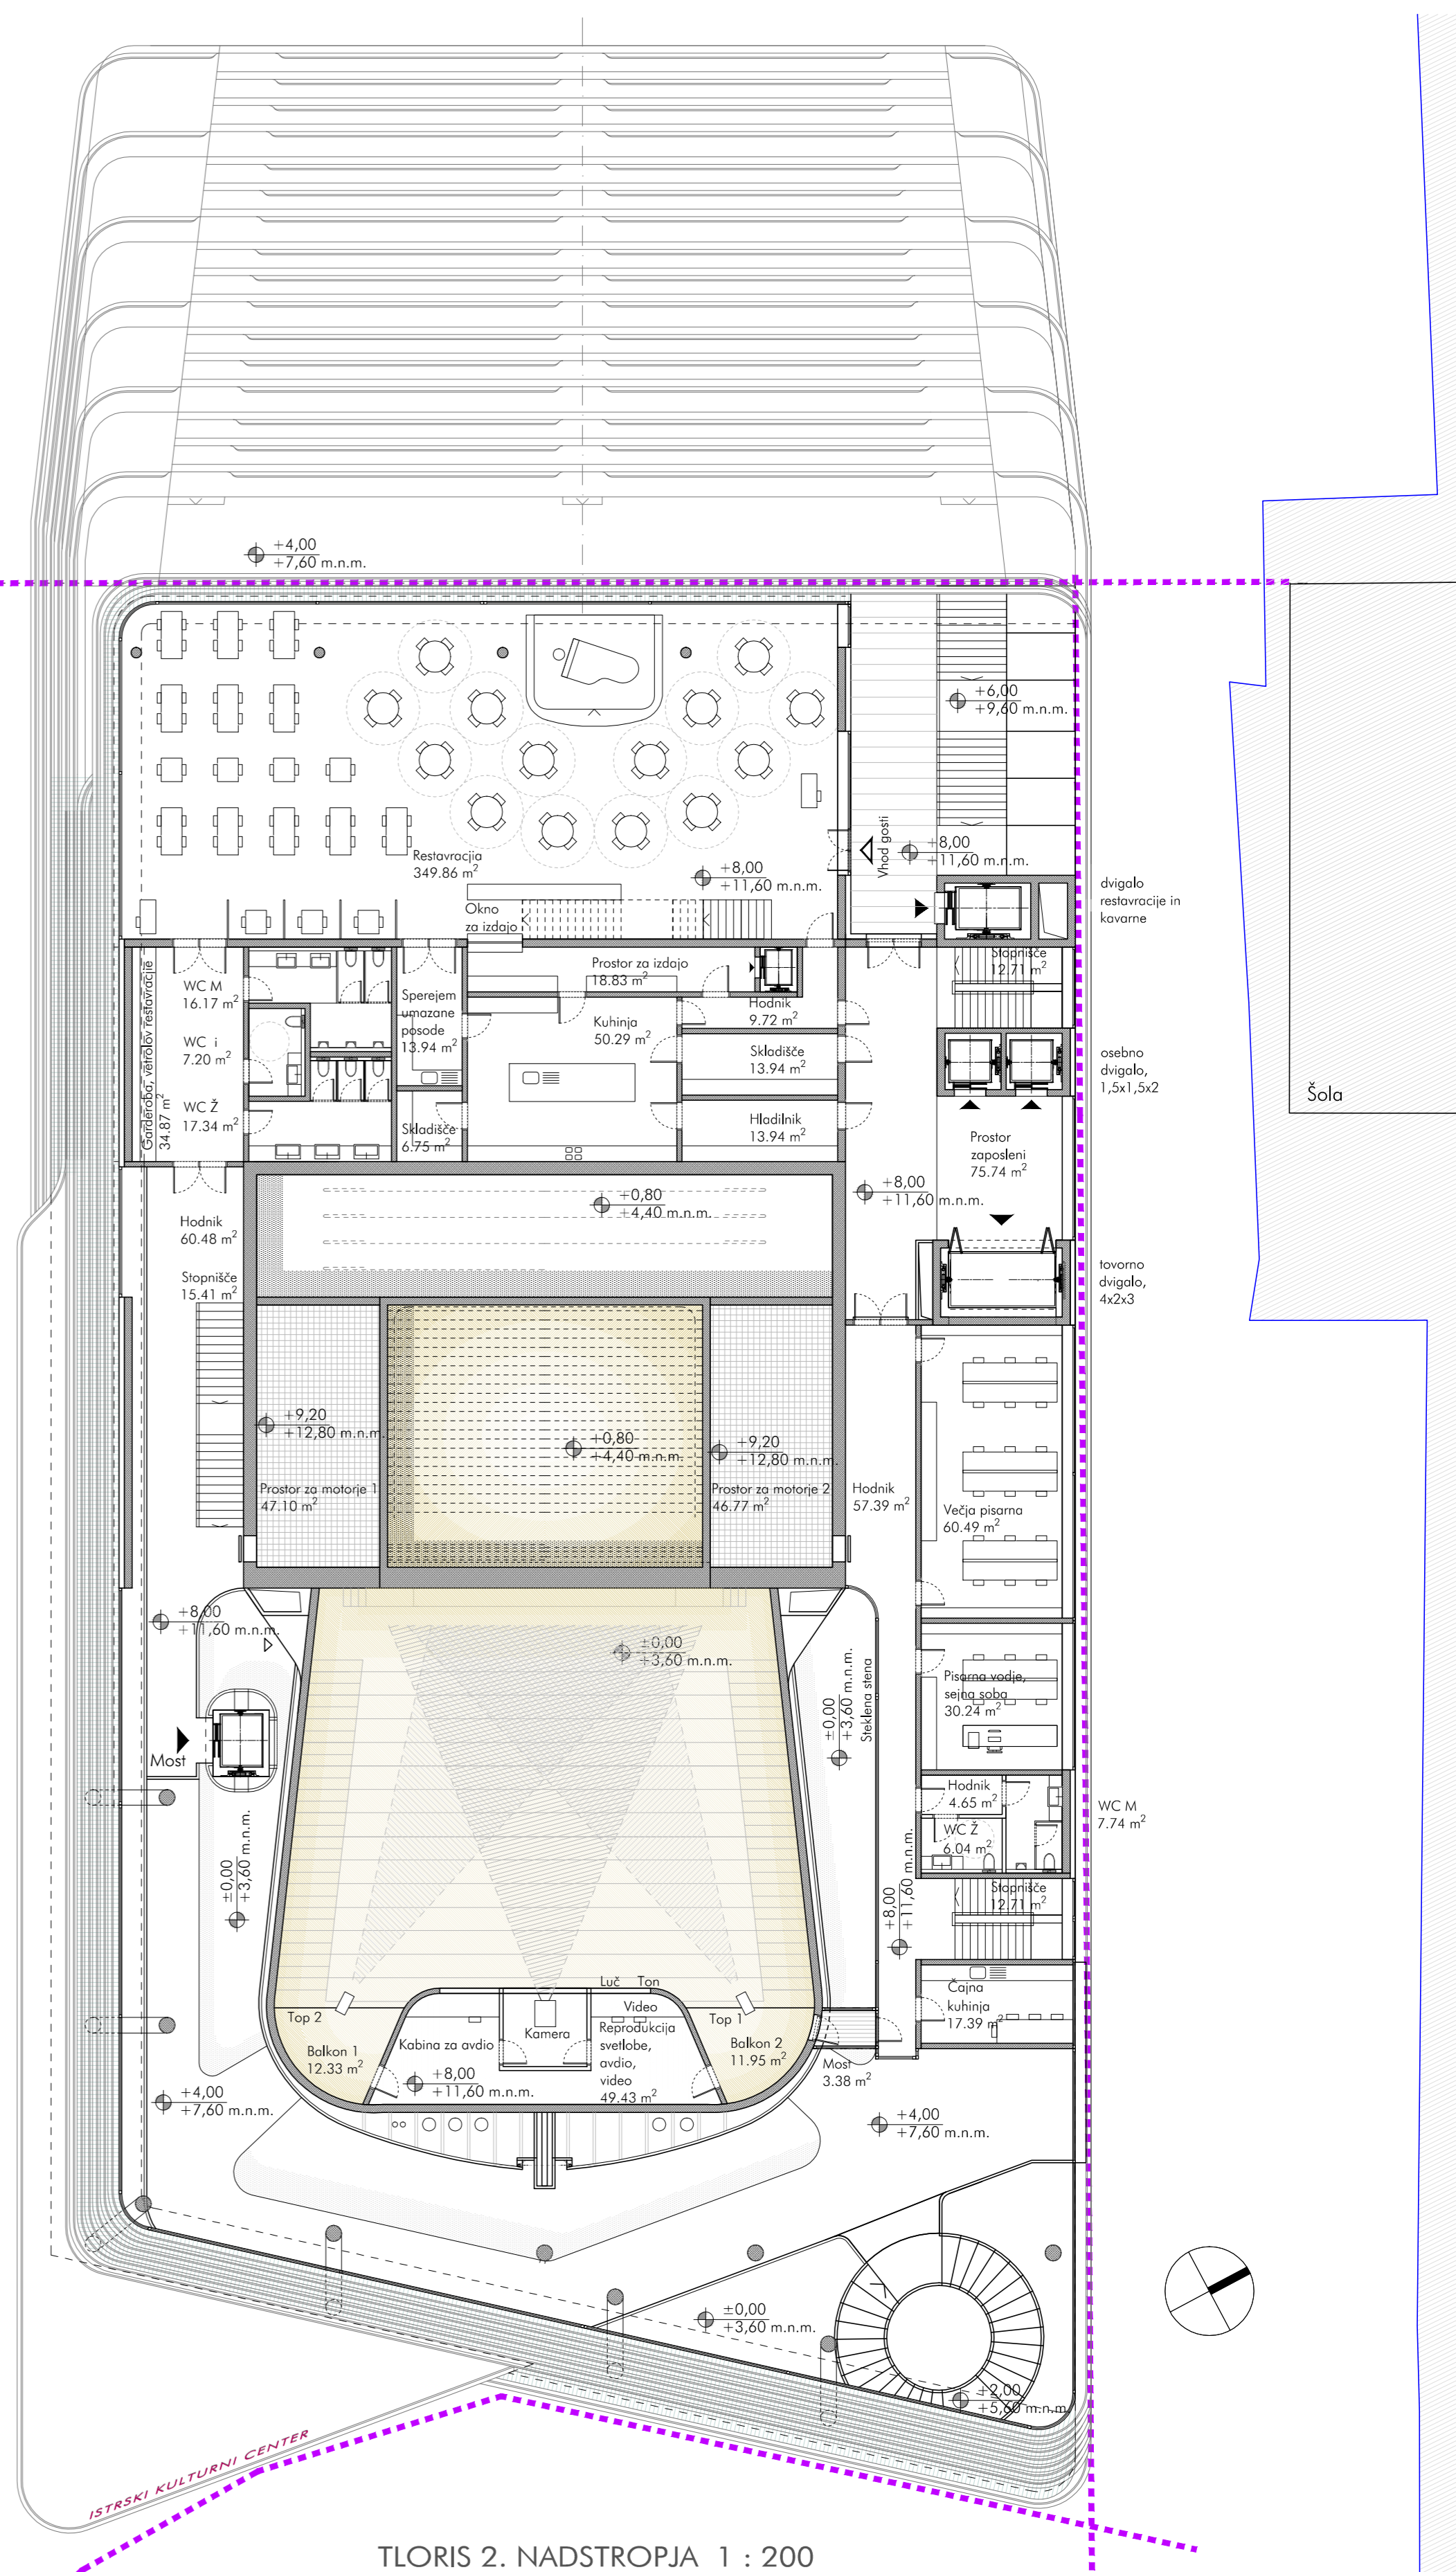 +4,00
+7,60 m.n.m.
+6,00
+9,60 m.n.m.
Restavracija
349.86 m²
+8,00
+11,60 m.n.m.
Vhod gosti
+8,00
+11,60 m.n.m.
dvigalo
restavracije in
kavarne
Okno
za izdajo
Garderoba, vetrolov restavracije
34.87 m²
WC M
16.17 m²
WC i
7.20 m²
WC Ž
17.34 m²
Sperejem
umazane
posode
13.94 m²
Skladišče
6.75 m²
Prostor za izdajo
18.83 m²
Kuhinja
50.29 m²
Hodnik
9.72 m²
Skladišče
13.94 m²
Hladilnik
13.94 m²
Stopnišče
12.71 m²
osebno
dvigalo,
1,5x1,5x2
Šola
Prostor
zaposleni
75.74 m²
+8,00
+11,60 m.n.m.
+0,80
+4,40 m.n.m.
Hodnik
60.48 m²
Stopnišče
15.41 m²
tovorno
dvigalo,
4x2x3
+9,20
+12,80 m.n.m.
Prostor za motorje 1
47.10 m²
+0,80
+4,40 m.n.m.
+9,20
+12,80 m.n.m.
Prostor za motorje 2
46.77 m²
Hodnik
57.39 m²
Večja pisarna
60.49 m²
+8,00
+11,60 m.n.m.
±0,00
+3,60 m.n.m.
±0,00
+3,60 m.n.m.
Steklena stena
Pisarna vodje,
sejna soba
30.24 m²
Most
±0,00
+3,60 m.n.m.
Hodnik
4.65 m²
WC Ž
6.04 m²
WC M
7.74 m²
+8,00
+11,60 m.n.m.
Stopnišče
12.71 m²
Čajna
kuhinja
17.39 m²
Luč Ton
Video
Top 2
Top 1
Kabina za avdio
Kamera
Reprodukcija
svetlobe,
avdio,
video
49.43 m²
Balkon 1
12.33 m²
Balkon 2
11.95 m²
+8,00
+11,60 m.n.m.
Most
3.38 m²
+4,00
+7,60 m.n.m.
+4,00
+7,60 m.n.m.
±0,00
+3,60 m.n.m.
+2,00
+5,60 m.n.m.
ISTRSKI KULTURNI CENTER
TLORIS 2. NADSTROPJA 1 : 200